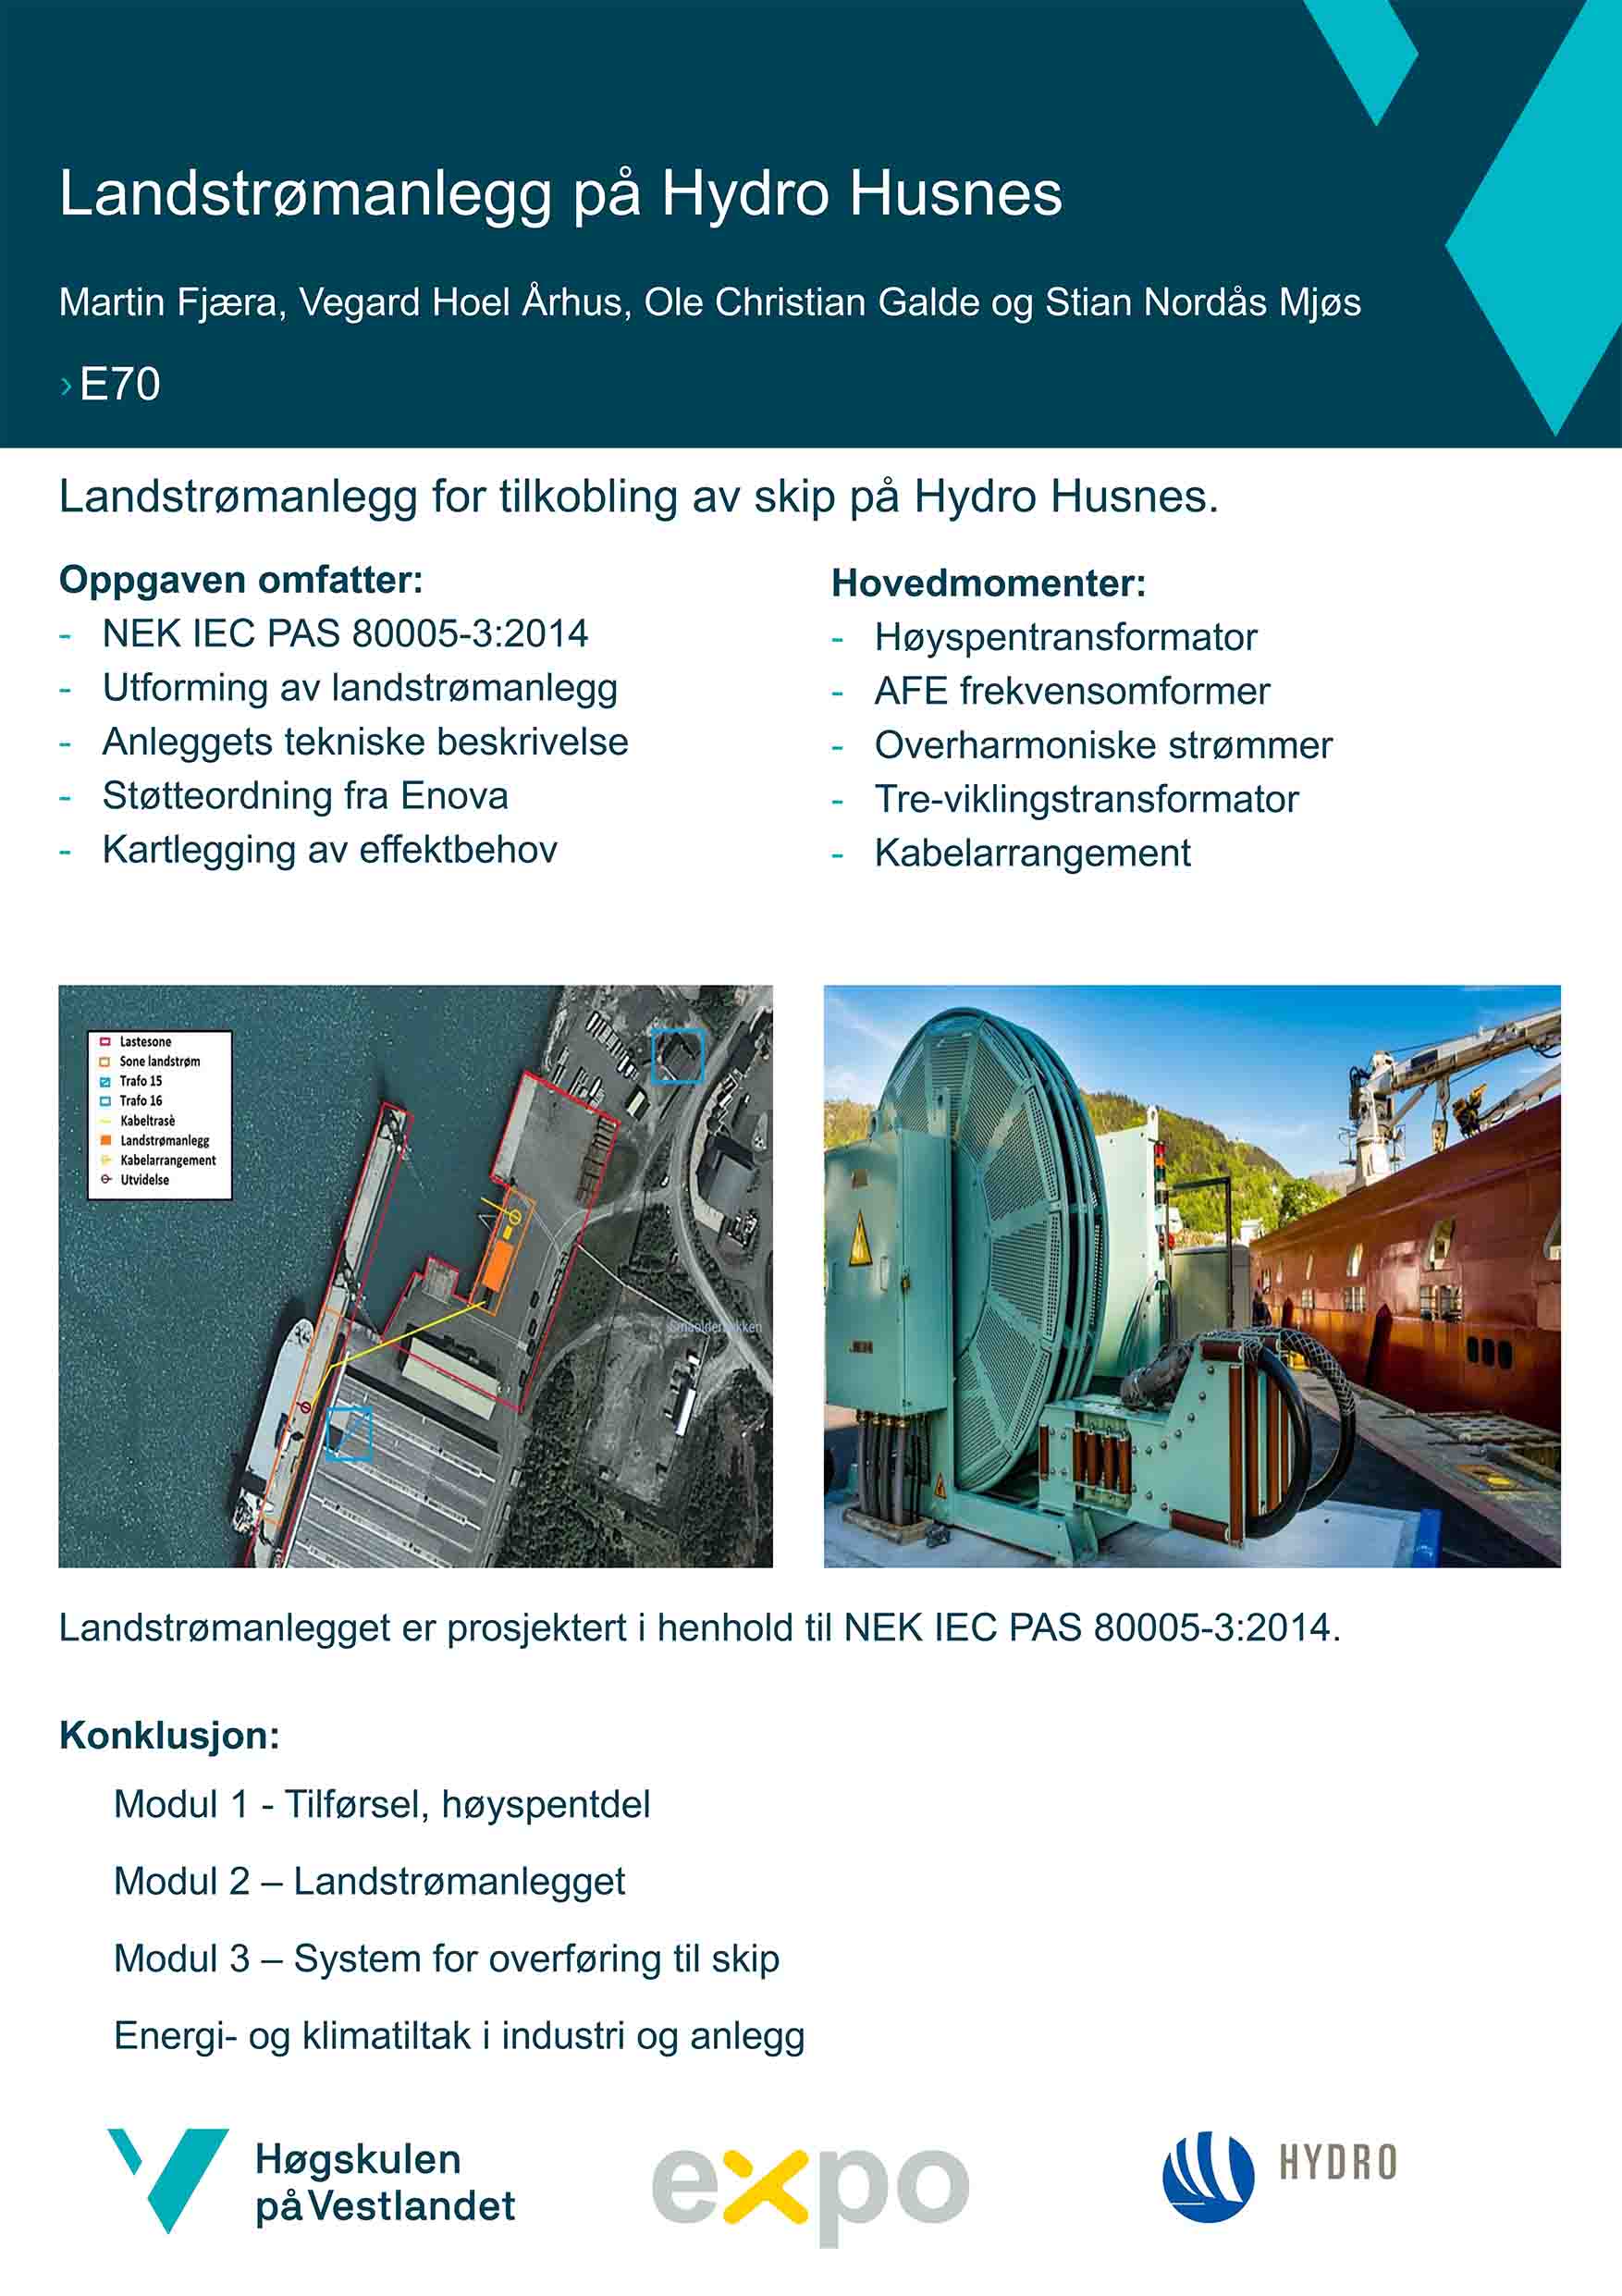 Landstrømanlegg på Hydro Husnes
Martin Fjæra, Vegard Hoel Århus, Ole Christian Galde og Stian Nordås Mjøs
› E70
Landstrømanlegg for tilkobling av skip på Hydro Husnes.
Oppgaven omfatter:
- NEK IEC PAS 80005-3:2014
- Utforming av landstrømanlegg
- Anleggets tekniske beskrivelse
- Støtteordning fra Enova
- Kartlegging av effektbehov
Hovedmomenter:
- Høyspentransformator
- AFE frekvensomformer
- Overharmoniske strømmer
- Tre-viklingstransformator
- Kabelarrangement
Lastesone
Sone landstrøm
Trafo 15
Trafo 16
Kabeltrasè
Landstrømanlegg
Kabelarrangement
Utvidelse
Landstrømanlegget er prosjektert i henhold til NEK IEC PAS 80005-3:2014.
Konklusjon:
Modul 1 - Tilførsel, høyspentdel
Modul 2 – Landstrømanlegget
Modul 3 – System for overføring til skip
Energi- og klimatiltak i industri og anlegg
Høgskulen
på Vestlandet
expo
HYDRO